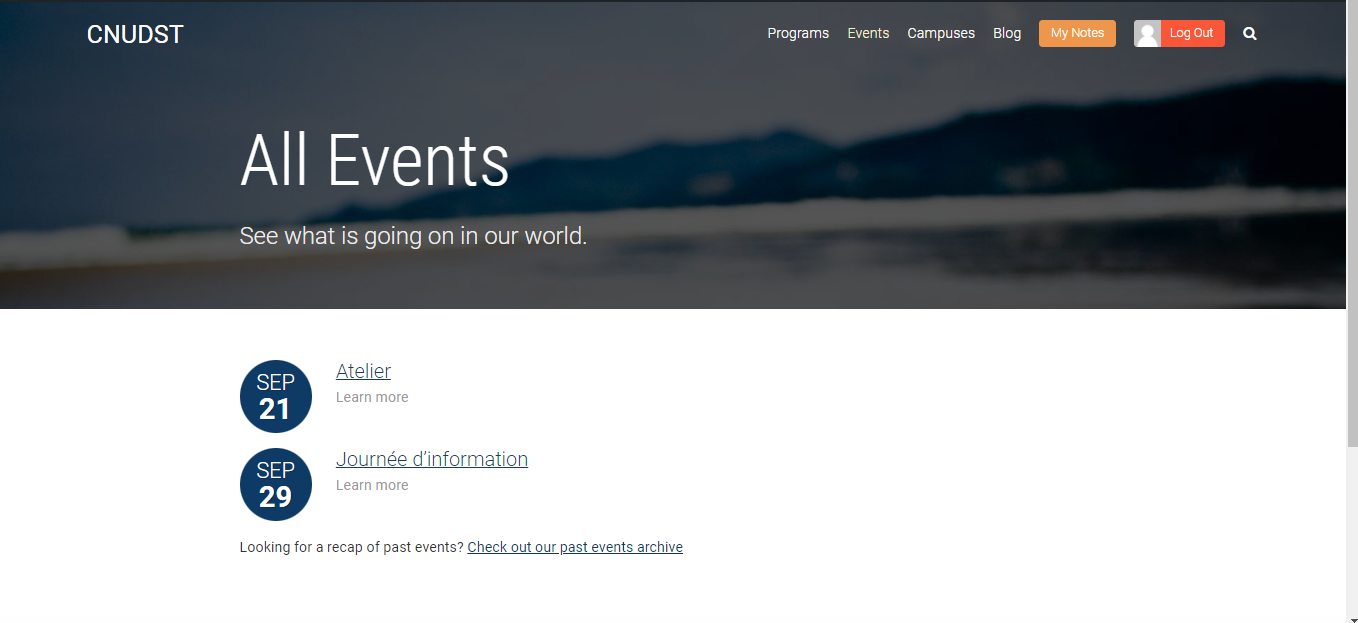 CNUDST
Programs Events Campuses Blog My Notes Log Out
All Events
See what is going on in our world.
SEP
21
Atelier
Learn more
SEP
29
Journée d’information
Learn more
Looking for a recap of past events? Check out our past events archive